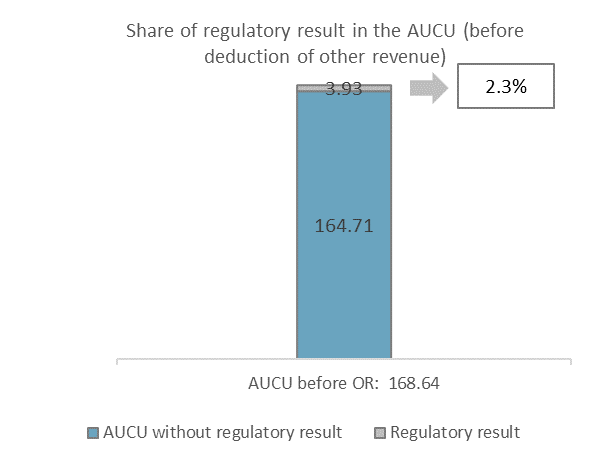 Share of regulatory result in the AUCU (before
deduction of other revenue)
3.93
2.3%
164.71
AUCU before OR:  168.64
AUCU without regulatory result
Regulatory result